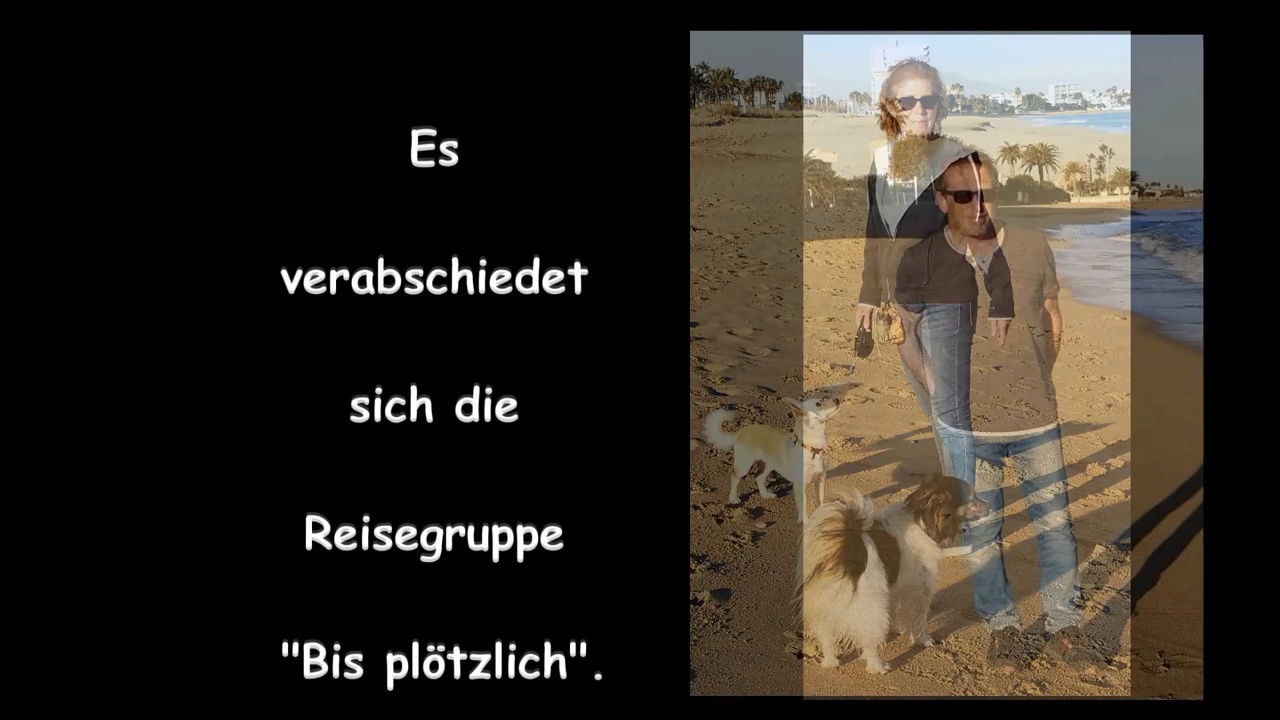 Es
verabschiedet
sich die
Reisegruppe
"Bis plötzlich".